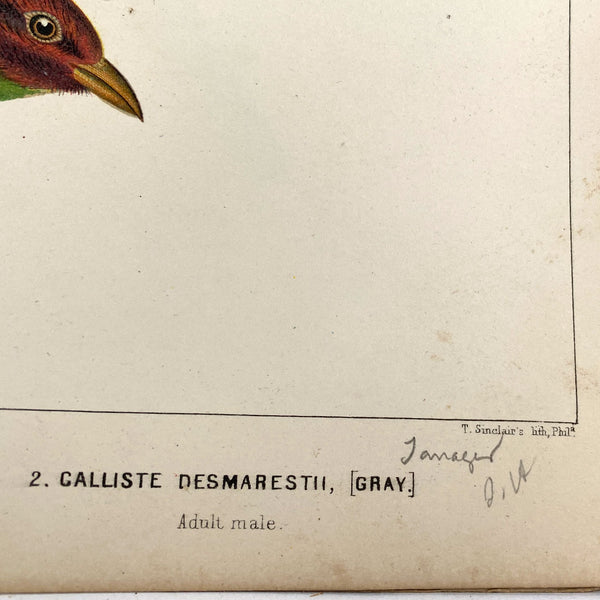 T. Sinclair's lith, Philª.
Tanager
2. CALLISTE DESMARESTII, [GRAY.]
Adult male.